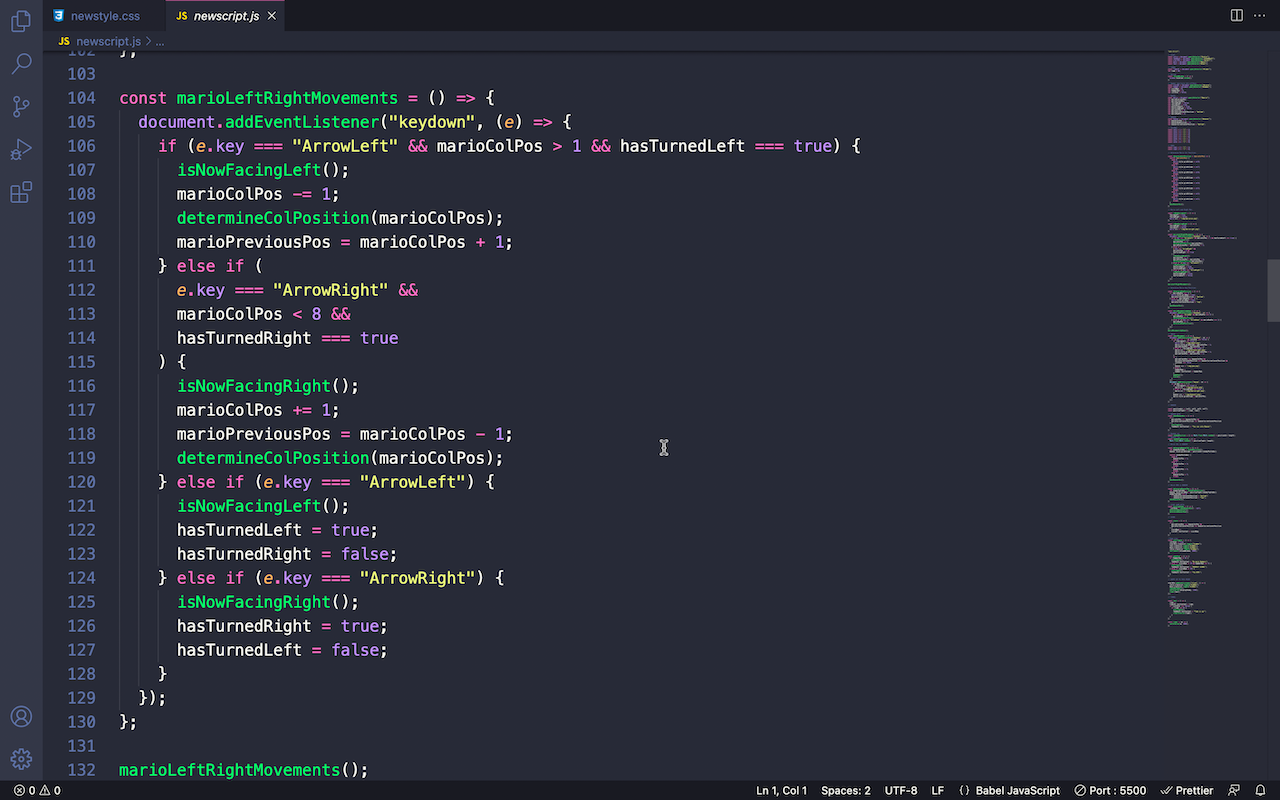 newstyle.css
JS newscript.js
JS newscript.js > ...
102 };
103
104 const marioLeftRightMovements = () => {
105 document.addEventListener("keydown", (e) => {
106 if (e.key === "ArrowLeft" && marioColPos > 1 && hasTurnedLeft === true) {
107 isNowFacingLeft();
108 marioColPos -= 1;
109 determineColPosition(marioColPos);
110 marioPreviousPos = marioColPos + 1;
111 } else if (
112 e.key === "ArrowRight" &&
113 marioColPos < 8 &&
114 hasTurnedRight === true
115 ) {
116 isNowFacingRight();
117 marioColPos += 1;
118 marioPreviousPos = marioColPos - 1;
119 determineColPosition(marioColPos);
120 } else if (e.key === "ArrowLeft") {
121 isNowFacingLeft();
122 hasTurnedLeft = true;
123 hasTurnedRight = false;
124 } else if (e.key === "ArrowRight") {
125 isNowFacingRight();
126 hasTurnedRight = true;
127 hasTurnedLeft = false;
128 }
129 });
130 };
131
132 marioLeftRightMovements();
0 0 Ln 1, Col 1 Spaces: 2 UTF-8 LF {} Babel JavaScript Port : 5500 Prettier